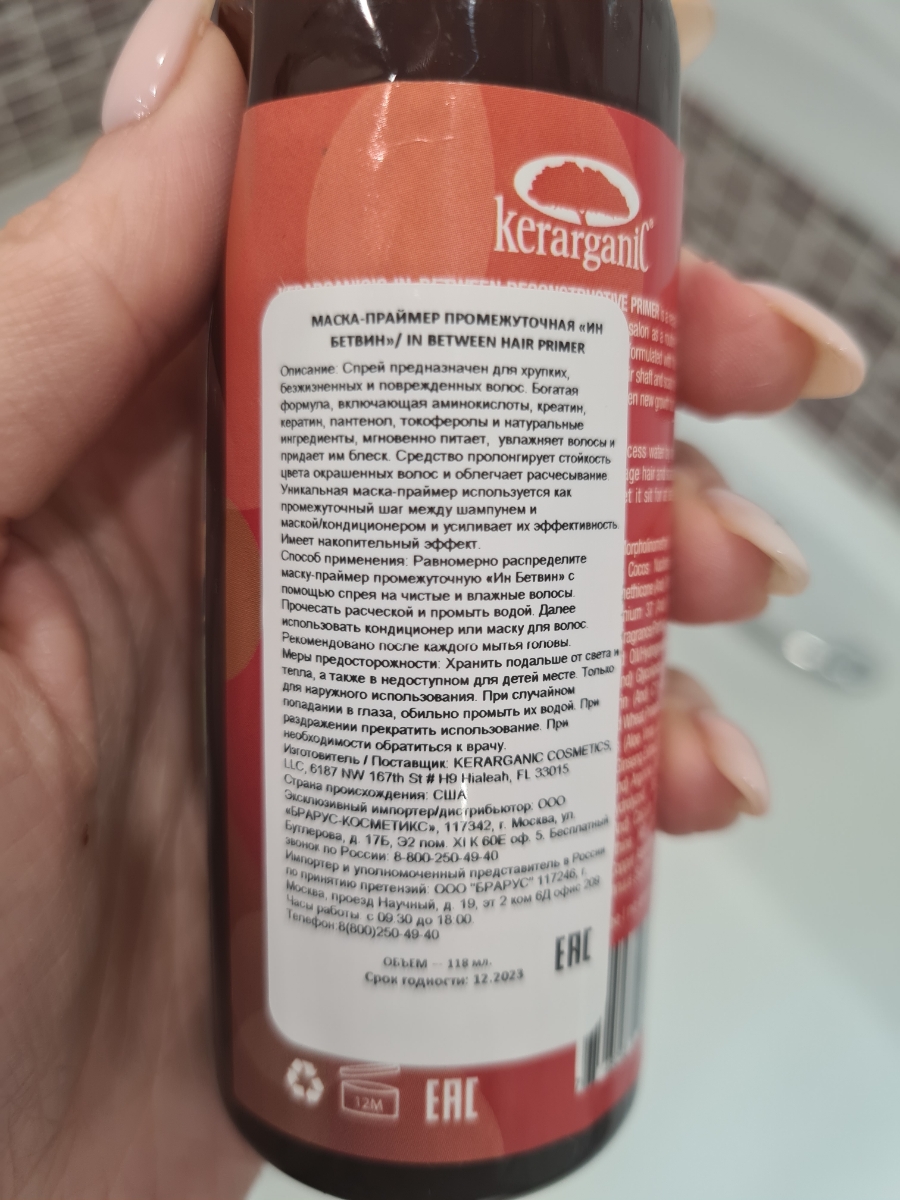 kerarganic
PRIMER
МАСКА-ПРАЙМЕР ПРОМЕЖУТОЧНАЯ «ИН
БЕТВИН»/ IN BETWEEN HAIR PRIMER
Описание: Спрей предназначен для хрупких,
безжизненных и поврежденных волос. Богатая
формула, включающая аминокислоты, креатин,
кератин, пантенол, токоферолы и натуральные
ингредиенты, мгновенно питает, увлажняет волосы и
придает им блеск. Средство пролонгирует стойкость
цвета окрашенных волос и облегчает расчесывание.
Уникальная маска-праймер используется как
промежуточный шаг между шампунем и
маской/кондиционером и усиливает их эффективность.
Имеет накопительный эффект.
Способ применения: Равномерно распределите
маску-праймер промежуточную «Ин Бетвин» с
помощью спрея на чистые и влажные волосы.
Прочесать расческой и промыть водой. Далее
использовать кондиционер или маску для волос.
Рекомендовано после каждого мытья головы.
Меры предосторожности: Хранить подальше от света и
тепла, а также в недоступном для детей месте. Только
для наружного использования. При случайном
попадании в глаза, обильно промыть их водой. При
раздражении прекратить использование. При
необходимости обратиться к врачу.
Изготовитель / Поставщик: KERARGANIC COSMETICS,
LLC, 6187 NW 167th St # H9 Hialeah, FL 33015
Страна происхождения: США
Эксклюзивный импортер/дистрибьютор: ООО
«БРАРУС-КОСМЕТИКС», 117342, г. Москва, ул.
Бутлерова, д. 17Б, Э2 пом. XI К 60Е оф. 5. Бесплатный
звонок по России: 8-800-250-49-40
Импортер и уполномоченный представитель в России
по принятию претензий: ООО "БРАРУС" 117246, г.
Москва, проезд Научный, д. 19, эт 2 ком 6Д офис 209.
Часы работы с 09.30 до 18.00.
Телефон 8(800)250-49-40
EAC
ОБЪЕМ – 118 мл.
Срок годности: 12.2023
12M
EAC